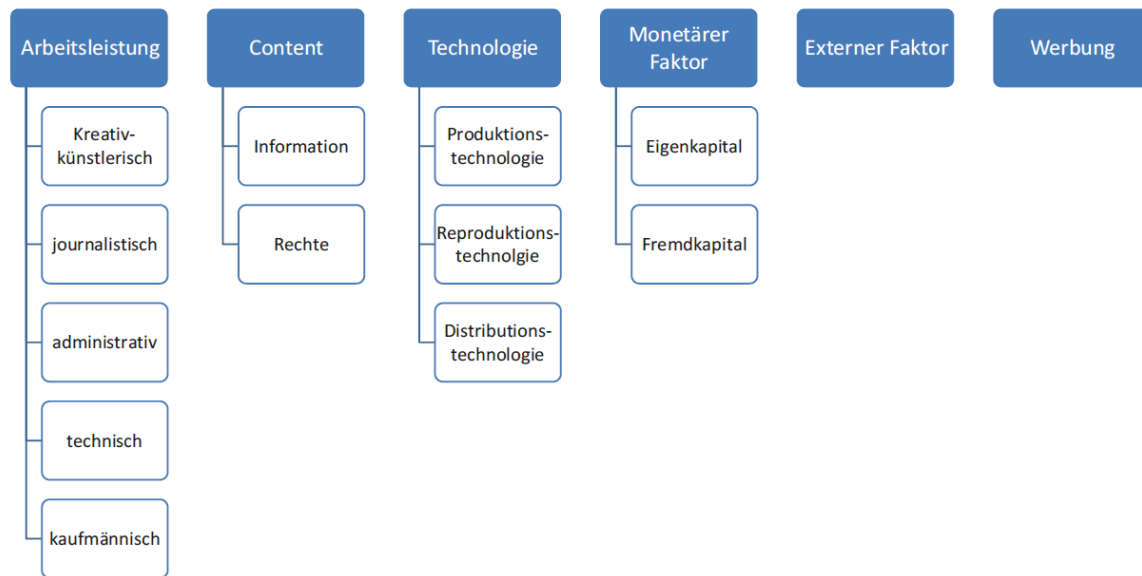 Arbeitsleistung
Kreativ-
künstlerisch
journalistisch
administrativ
technisch
kaufmännisch
Content
Information
Rechte
Technologie
Produktions-
technologie
Reproduktions-
technolgie
Distributions-
technologie
Monetärer
Faktor
Eigenkapital
Fremdkapital
Externer Faktor
Werbung